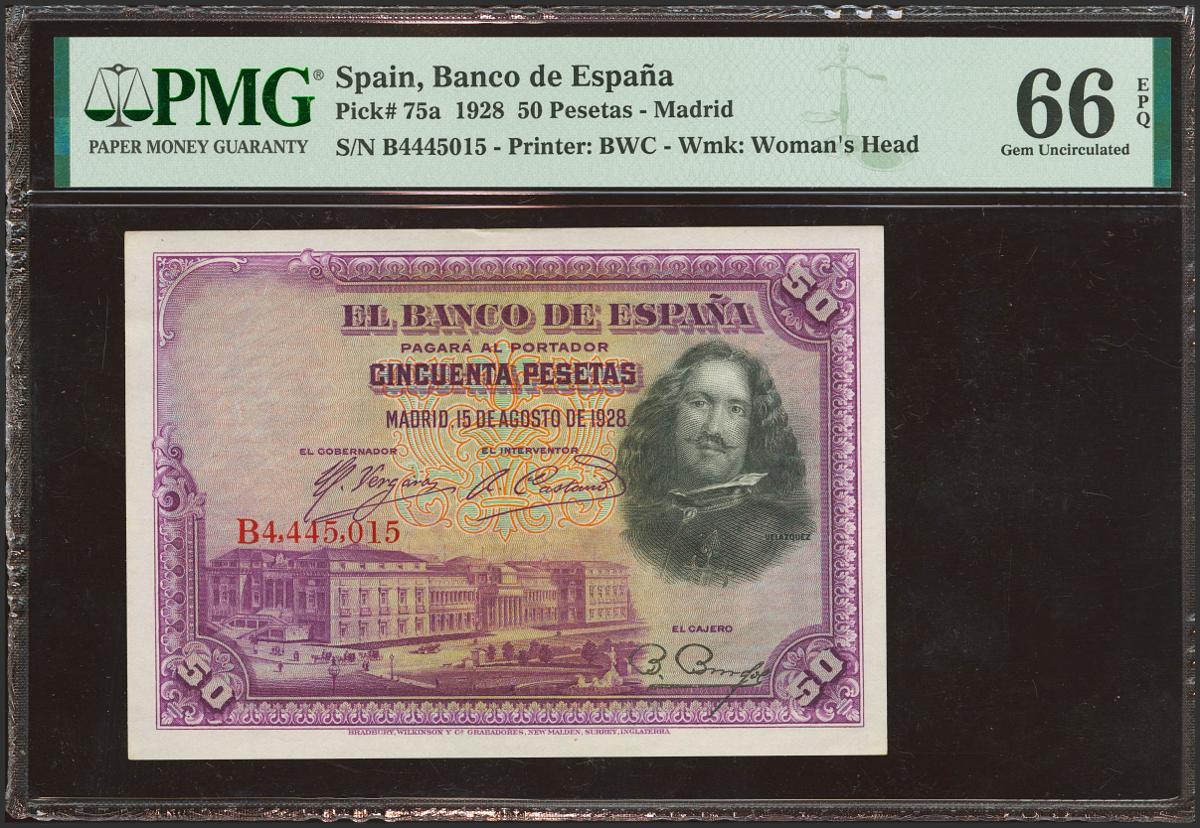 PMG®
PAPER MONEY GUARANTY
Spain, Banco de España
Pick# 75a 1928 50 Pesetas - Madrid
S/N B4445015 - Printer: BWC - Wmk: Woman's Head
66
EPQ
Gem Uncirculated
50
EL BANCO DE ESPAÑA
PAGARÁ AL PORTADOR
CINCUENTA PESETAS
MADRID, 15 DE AGOSTO DE 1928.
EL GOBERNADOR
EL INTERVENTOR
B4,445,015
VELAZQUEZ
EL CAJERO
50
50
BRADBURY, WILKINSON Y Cª GRABADORES, NEW MALDEN, SURREY, INGLATERRA